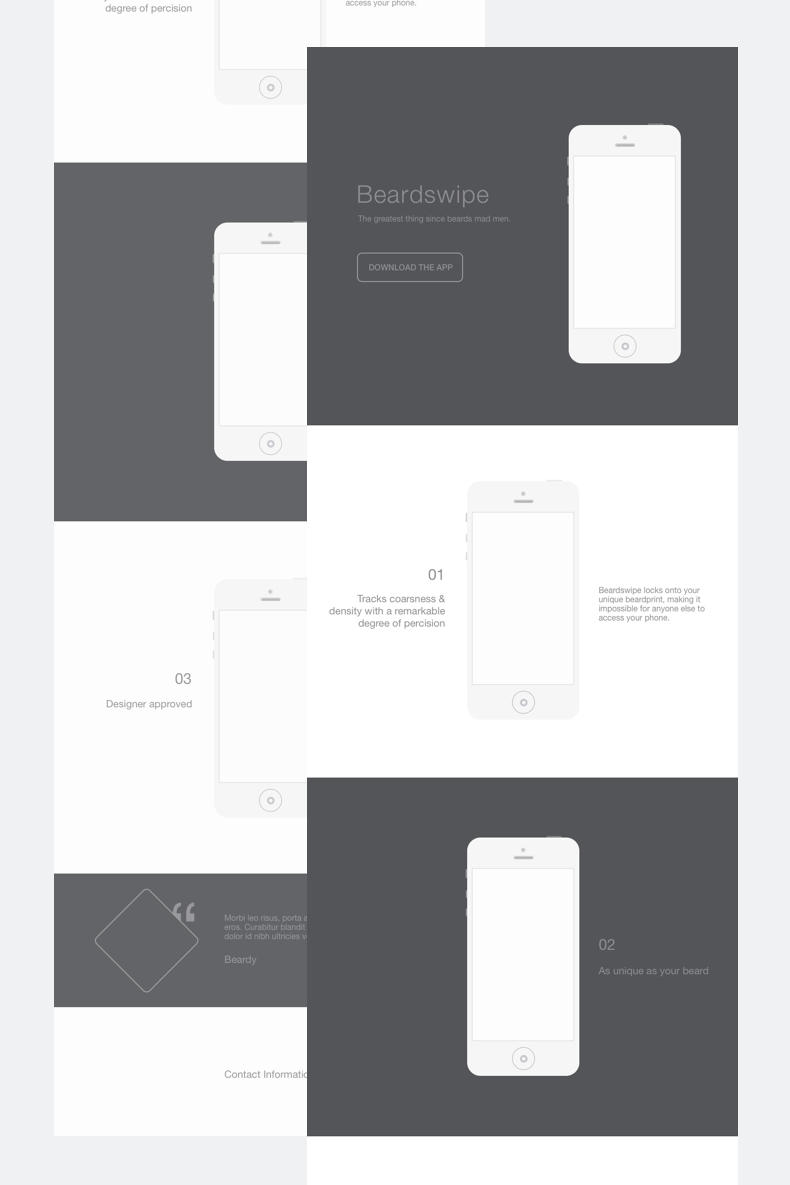 degree of percision
access your phone.
Beardswipe
The greatest thing since beards mad men.
DOWNLOAD THE APP
01
Tracks coarsness &
density with a remarkable
degree of percision
Beardswipe locks onto your
unique beardprint, making it
impossible for anyone else to
access your phone.
03
Designer approved
02
As unique as your beard
“
Morbi leo risus, porta
eros. Curabitur blandit
dolor id nibh ultricies
Beardy
Contact